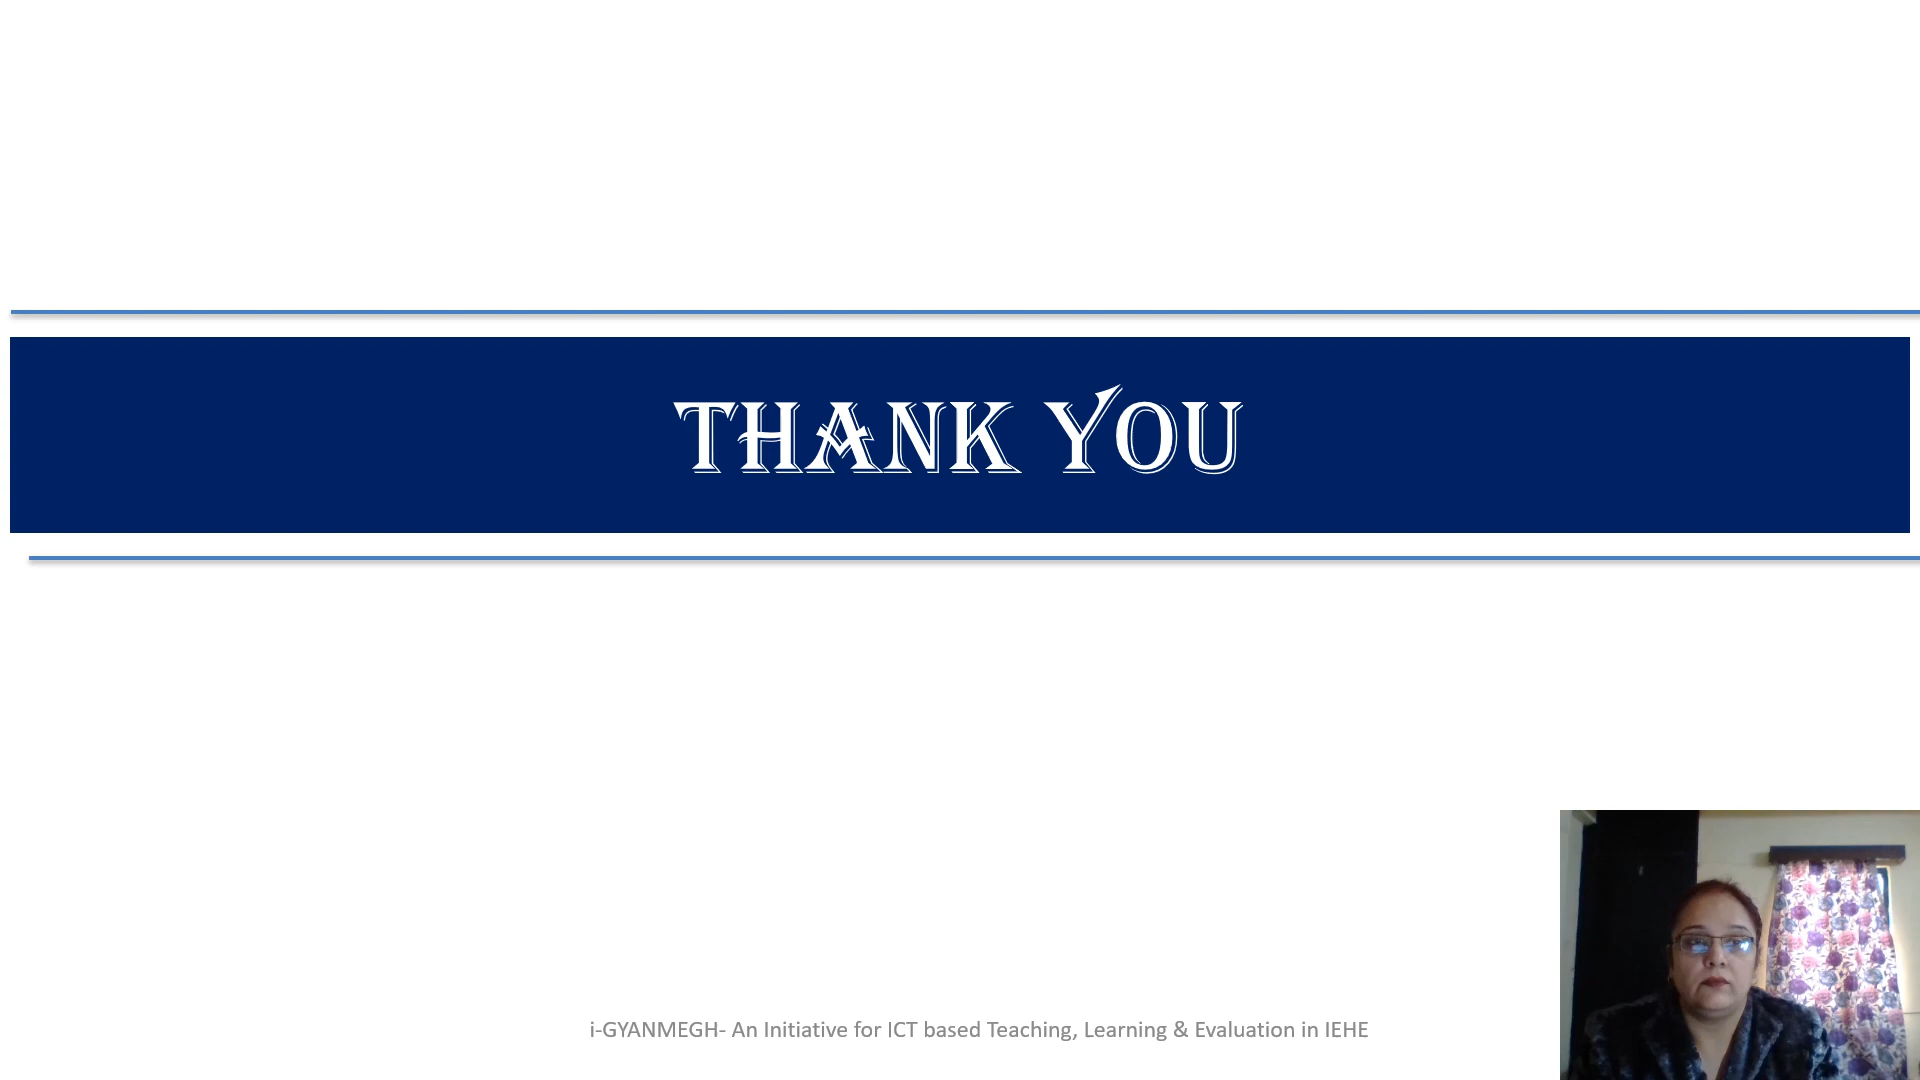 THANK YOU
i-GYANMEGH- An Initiative for ICT based Teaching, Learning & Evaluation in IEHE